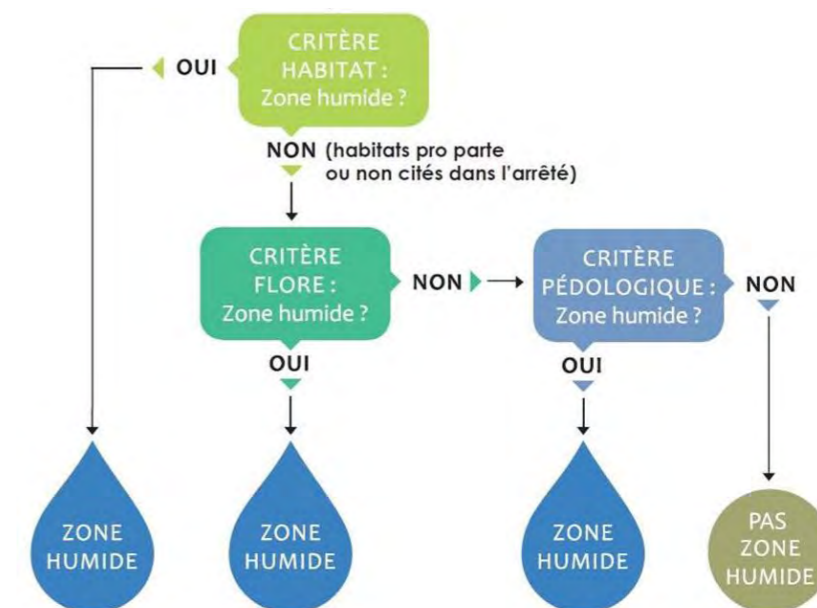 CRITÈRE
HABITAT :
Zone humide ?
OUI
NON (habitats pro parte
ou non cités dans l'arrêté)
CRITÈRE
FLORE :
Zone humide ?
NON
CRITÈRE
PÉDOLOGIQUE :
Zone humide ?
NON
OUI
OUI
ZONE
HUMIDE
ZONE
HUMIDE
ZONE
HUMIDE
PAS
ZONE
HUMIDE